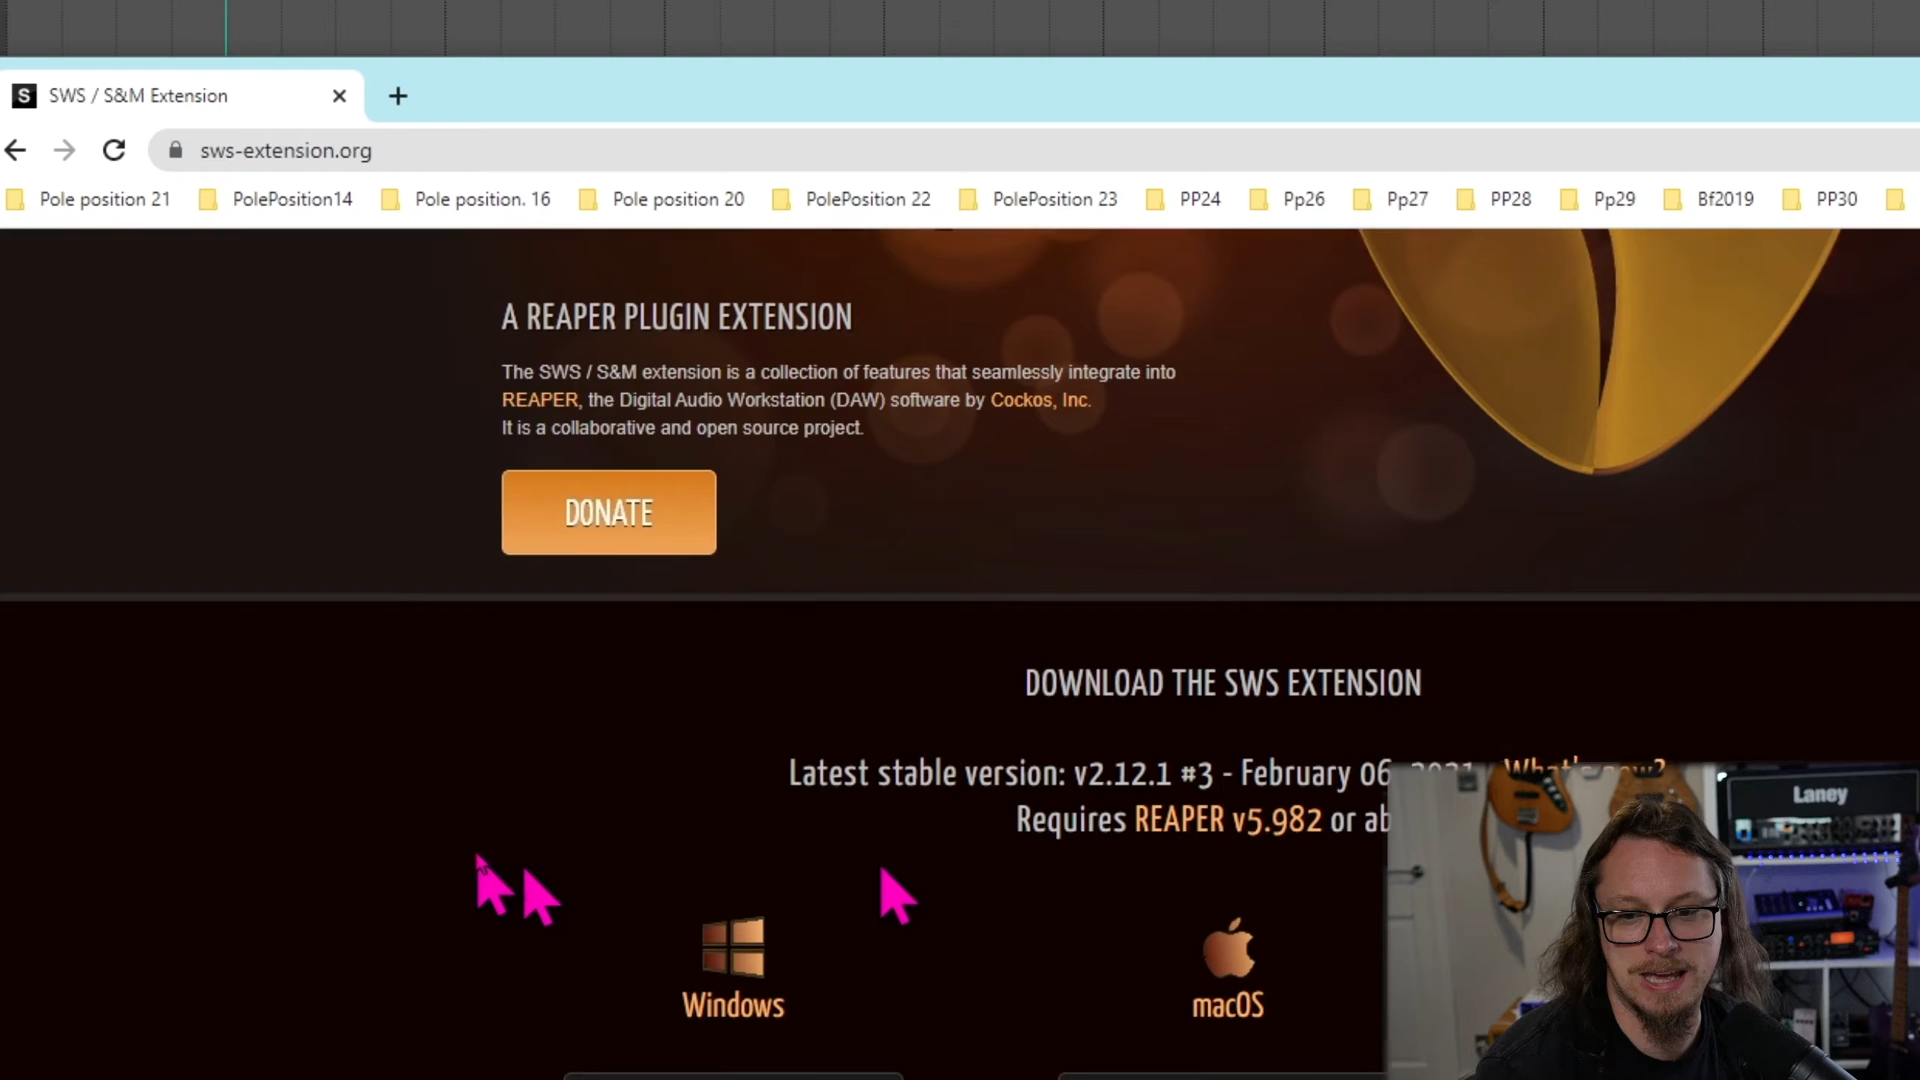 S SWS / S&M Extension
sws-extension.org
Pole position 21 PolePosition14 Pole position. 16 Pole position 20 PolePosition 22 PolePosition 23 PP24 Pp26 Pp27 PP28 Pp29 Bf2019 PP30
A REAPER PLUGIN EXTENSION
The SWS / S&M extension is a collection of features that seamlessly integrate into
REAPER, the Digital Audio Workstation (DAW) software by Cockos, Inc.
It is a collaborative and open source project.
DONATE
DOWNLOAD THE SWS EXTENSION
Latest stable version: v2.12.1 #3 - February 06, 2021 - What's new?
Requires REAPER v5.982 or ab
Laney
Windows
macOS